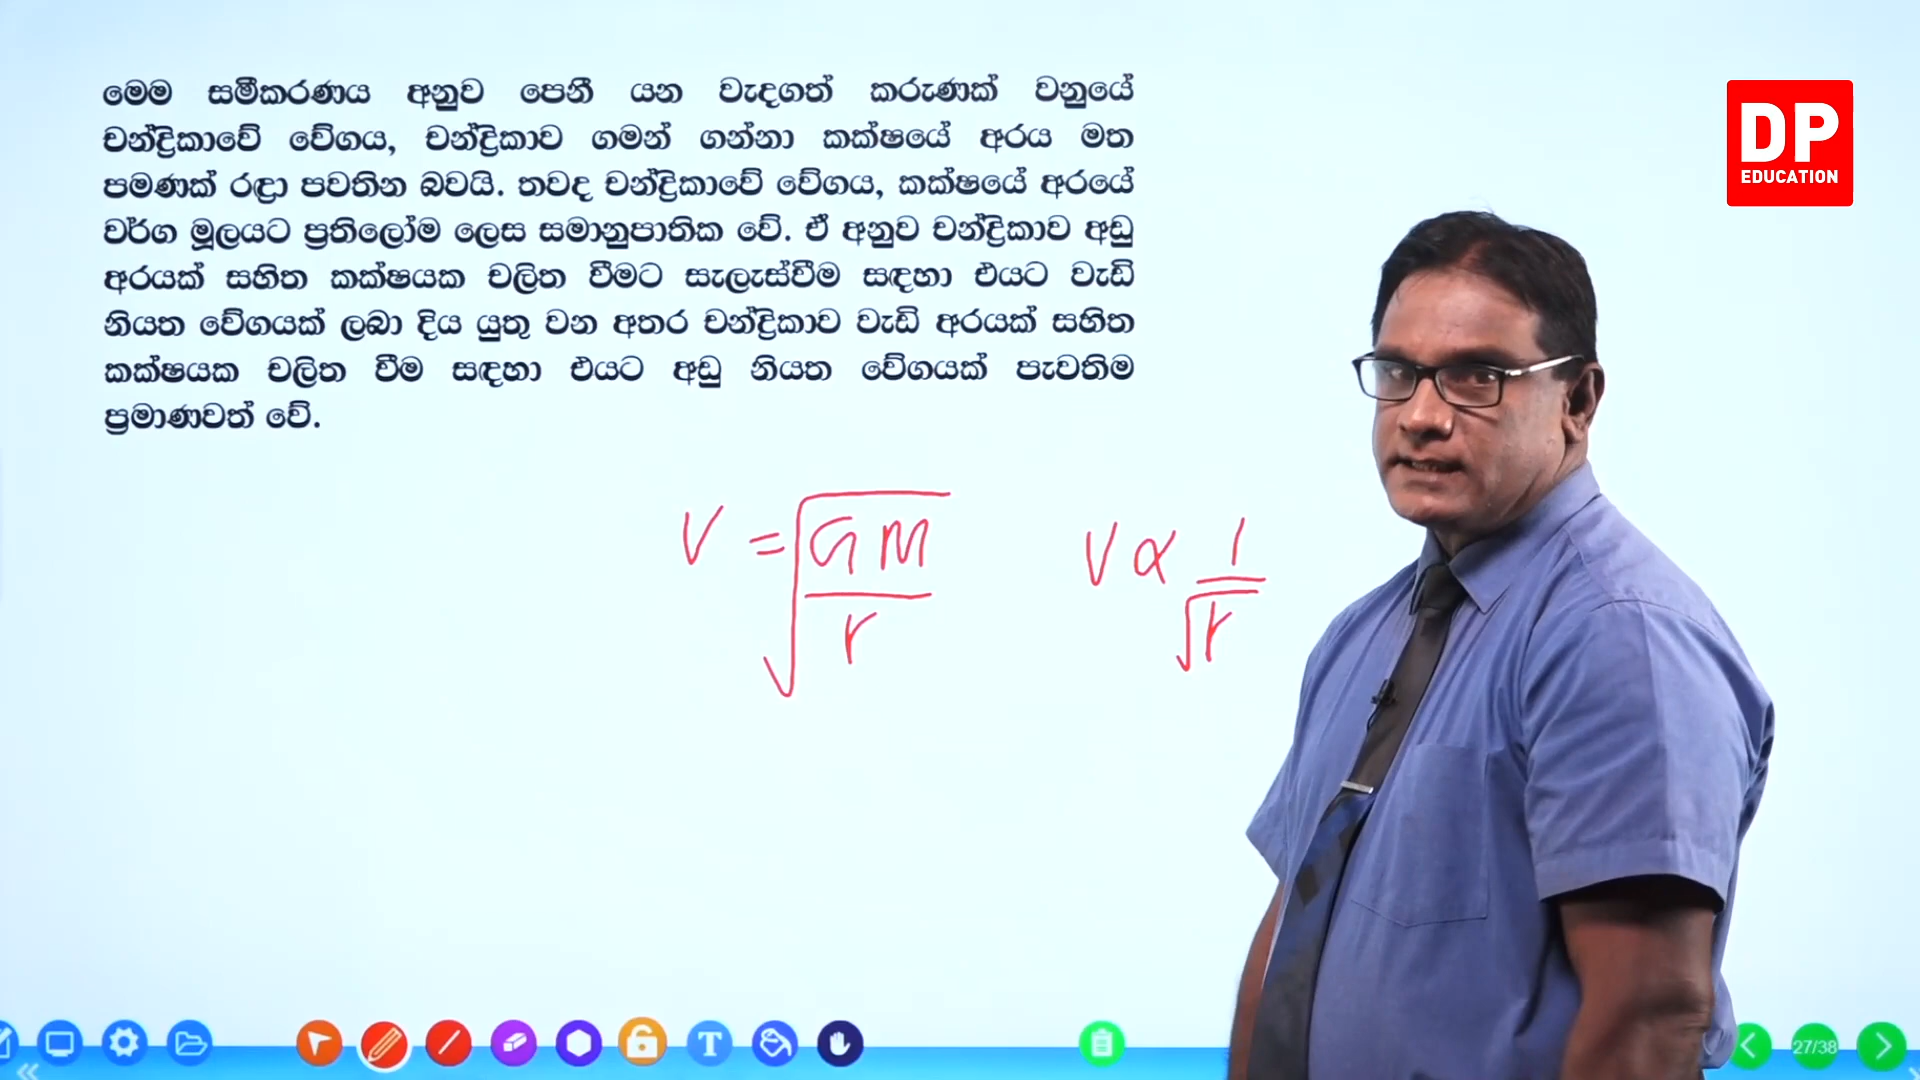 මෙම සමීකරණය අනුව පෙනී යන වැදගත් කරුණක් වනුයේ
චන්ද්‍රිකාවේ වේගය, චන්ද්‍රිකාව ගමන් ගන්නා කක්ෂයේ අරය මත
පමණක් රඳා පවතින බවයි. තවද චන්ද්‍රිකාවේ වේගය, කක්ෂයේ අරයේ
වර්ග මූලයට ප්‍රතිලෝම ලෙස සමානුපාතික වේ. ඒ අනුව චන්ද්‍රිකාව අඩු
අරයක් සහිත කක්ෂයක චලිත වීමට සැලැස්වීම සඳහා එයට වැඩි
නියත වේගයක් ලබා දිය යුතු වන අතර චන්ද්‍රිකාව වැඩි අරයක් සහිත
කක්ෂයක චලිත වීම සඳහා එයට අඩු නියත වේගයක් පැවතිම
ප්‍රමාණවත් වේ.
DP
EDUCATION
V = √(GM/r)
V ∝ 1/√r
T
27/38